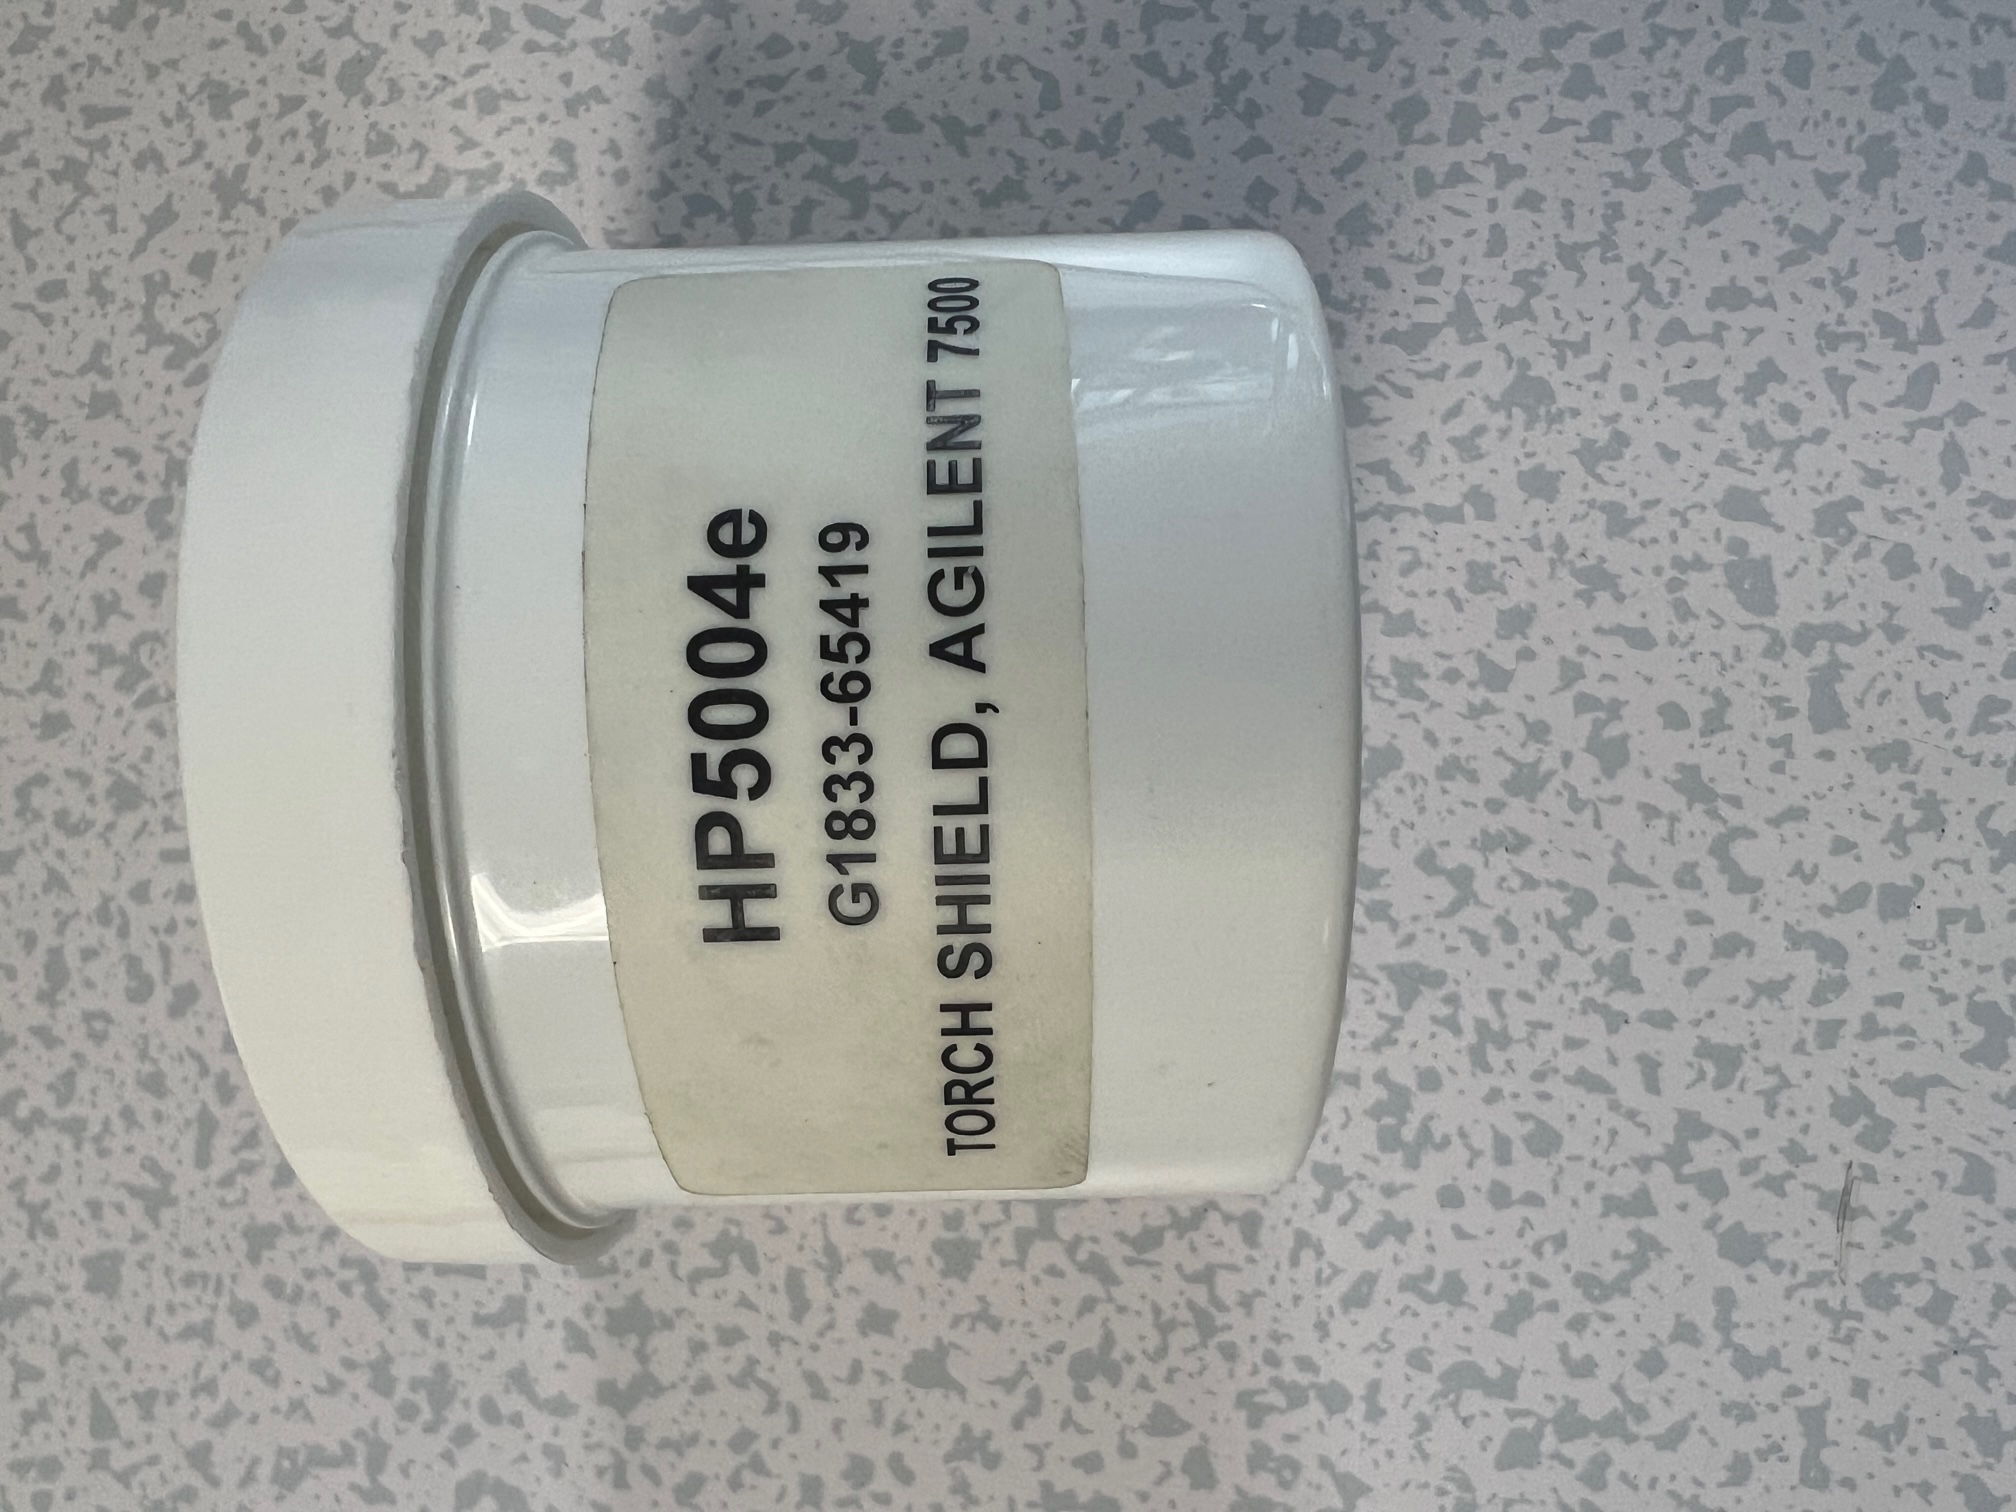 HP5004e
G1833-65419
TORCH SHIELD, AGILENT 7500